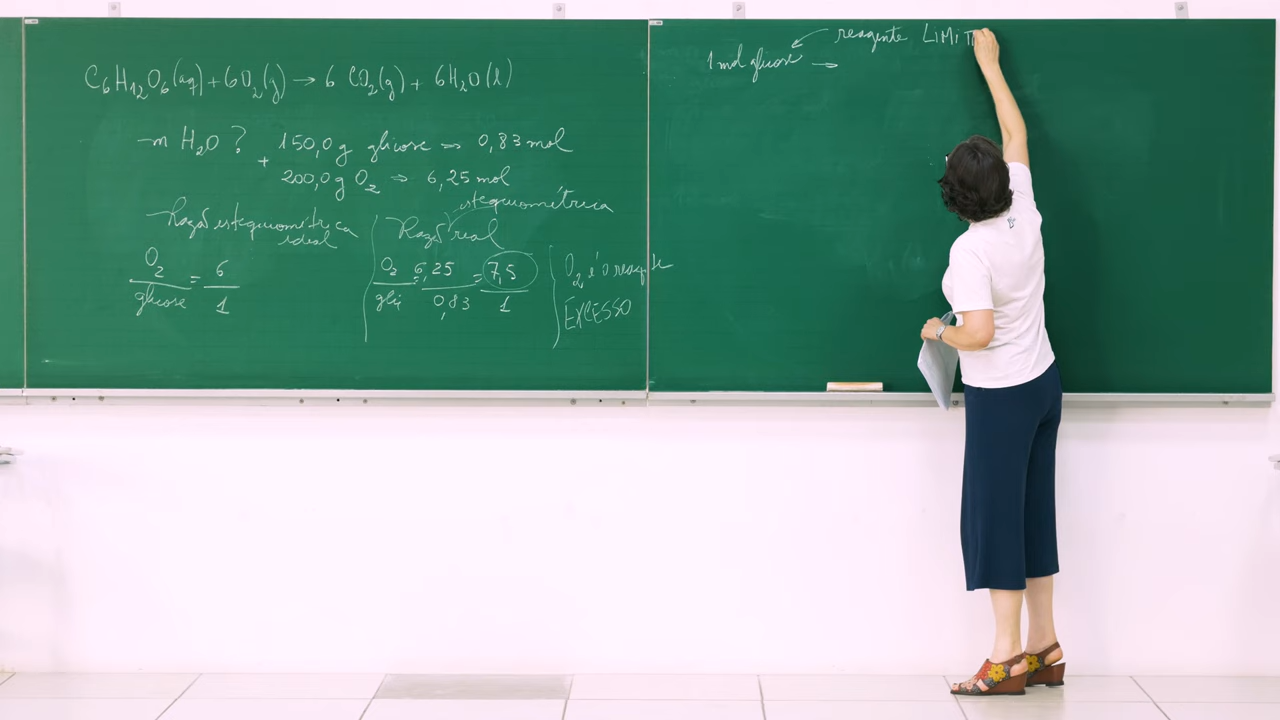 C6H12O6(aq) + 6O2(g) → 6 CO2(g) + 6H2O(l)
m H2O ? 150,0 g glicose ⇒ 0,83 mol
+
200,0 g O2 ⇒ 6,25 mol
Razão estequiométrica
ideal
O2/glicose = 6/1
Razão real
estequiométrica
O2/gli = 6,25/0,83 = 7,5/1
O2 é o reagente
EXCESSO
reagente LIMIT
1 mol glicose →